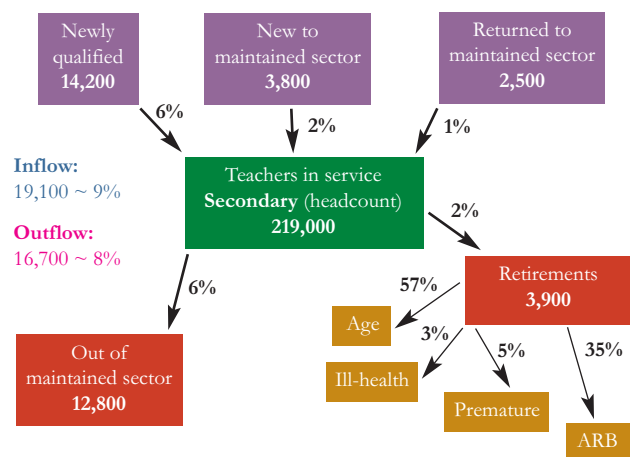 Newly
qualified
14,200
New to
maintained sector
3,800
Returned to
maintained sector
2,500
6%
2%
1%
Inflow:
19,100 ~ 9%
Outflow:
16,700 ~ 8%
Teachers in service
Secondary (headcount)
219,000
2%
6%
Retirements
3,900
57%
Age
3%
Ill-health
5%
Premature
35%
ARB
Out of
maintained sector
12,800